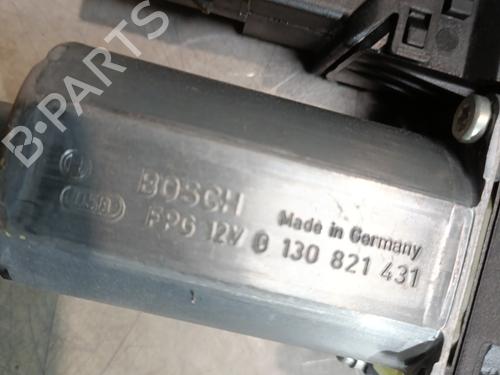 B-PARTS
BOSCH
FPG 12V 0 130 821 431
Made in Germany